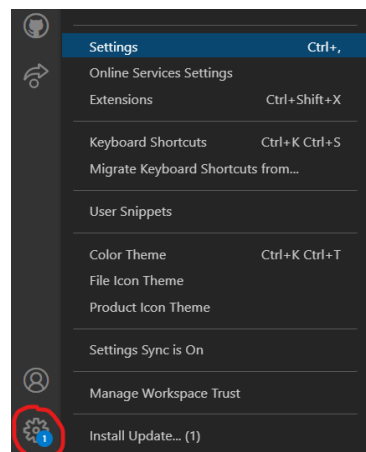 Settings Ctrl+,
Online Services Settings
Extensions Ctrl+Shift+X
Keyboard Shortcuts Ctrl+K Ctrl+S
Migrate Keyboard Shortcuts from...
User Snippets
Color Theme Ctrl+K Ctrl+T
File Icon Theme
Product Icon Theme
Settings Sync is On
Manage Workspace Trust
1 Install Update... (1)